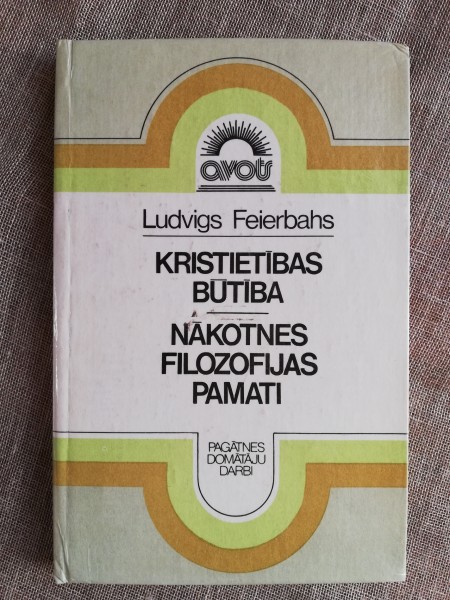 avots
Ludvigs Feierbahs
KRISTIETĪBAS
BŪTĪBA
NĀKOTNES
FILOZOFIJAS
PAMATI
PAGĀTNES
DOMĀTĀJU
DARBI